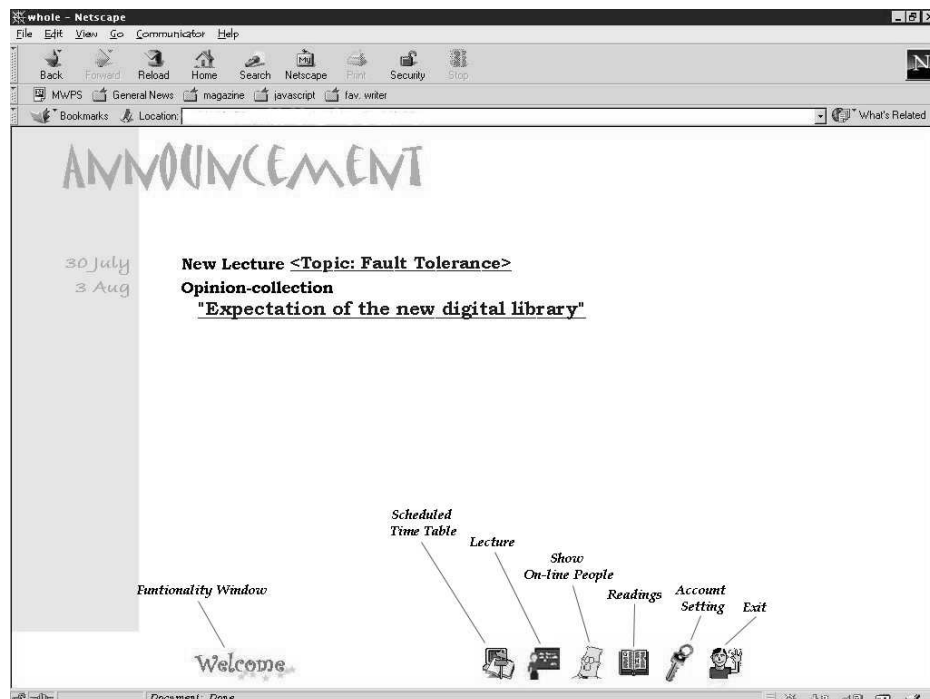 whole - Netscape
File Edit View Go Communicator Help
Back Forward Reload Home Search Netscape Print Security Stop
MWPS General News magazine javascript fav. writer
Bookmarks Location: What's Related
ANNOUNCEMENT
30 July New Lecture <Topic: Fault Tolerance>
3 Aug Opinion-collection
"Expectation of the new digital library"
Scheduled
Time Table
Lecture
Show
On-line People
Readings
Account
Setting
Exit
Funtionality Window
Welcome
Document: Done